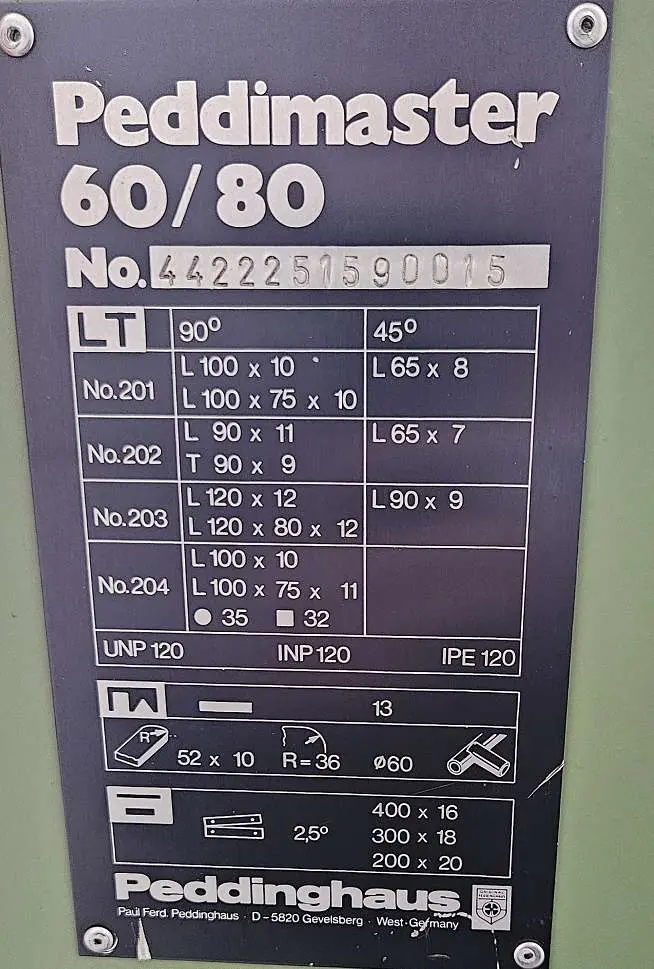 Peddimaster
60/80
No. 4422251590015
LT 90° 45°
No.201 L 100 x 10 L 65 x 8
L 100 x 75 x 10
No.202 L 90 x 11 L 65 x 7
T 90 x 9
No.203 L 120 x 12 L 90 x 9
L 120 x 80 x 12
No.204 L 100 x 10
L 100 x 75 x 11
● 35 ■ 32
UNP 120 INP 120 IPE 120
13
R 52 x 10 R=36 ø60
400 x 16
2,5° 300 x 18
200 x 20
Peddinghaus
ORIGINAL PEDDINGHAUS
Paul Ferd. Peddinghaus · D-5820 Gevelsberg · West-Germany